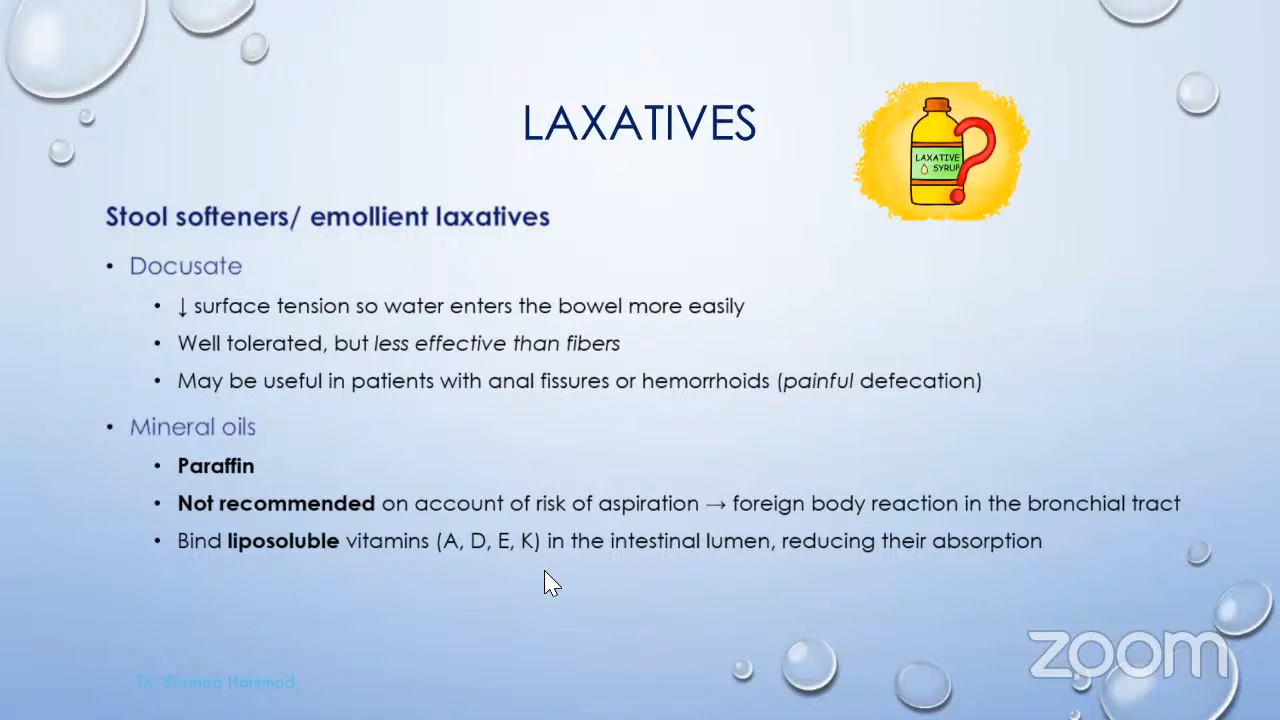 LAXATIVES
LAXATIVE
SYRUP
Stool softeners/ emollient laxatives
• Docusate
• ↓ surface tension so water enters the bowel more easily
• Well tolerated, but less effective than fibers
• May be useful in patients with anal fissures or hemorrhoids (painful defecation)
• Mineral oils
• Paraffin
• Not recommended on account of risk of aspiration → foreign body reaction in the bronchial tract
• Bind liposoluble vitamins (A, D, E, K) in the intestinal lumen, reducing their absorption
zoom